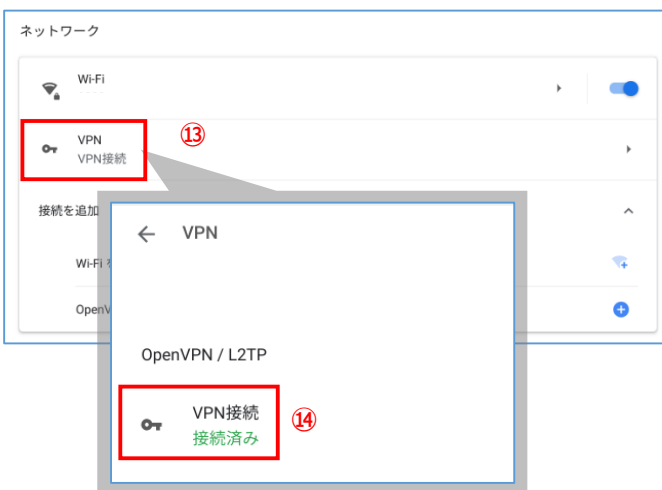 ネットワーク
Wi-Fi
VPN
VPN接続
⑬
接続を追加
Wi-Fi
OpenV
VPN
OpenVPN / L2TP
VPN接続
接続済み
⑭